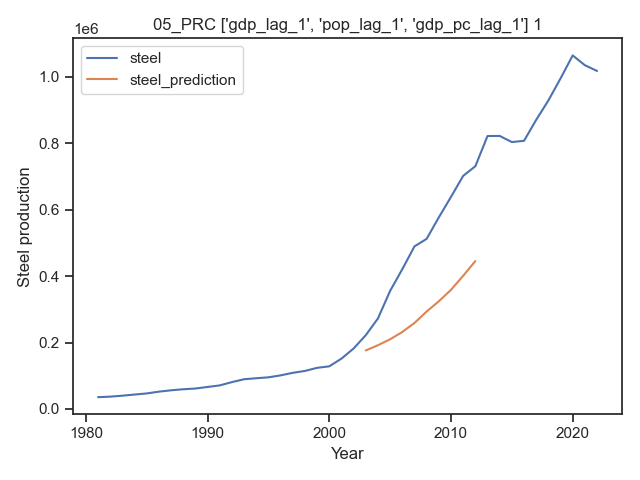 05_PRC ['gdp_lag_1', 'pop_lag_1', 'gdp_pc_lag_1'] 1
1e6
steel
steel_prediction
1.0
0.8
0.6
0.4
0.2
0.0
Steel production
1980
1990
2000
2010
2020
Year